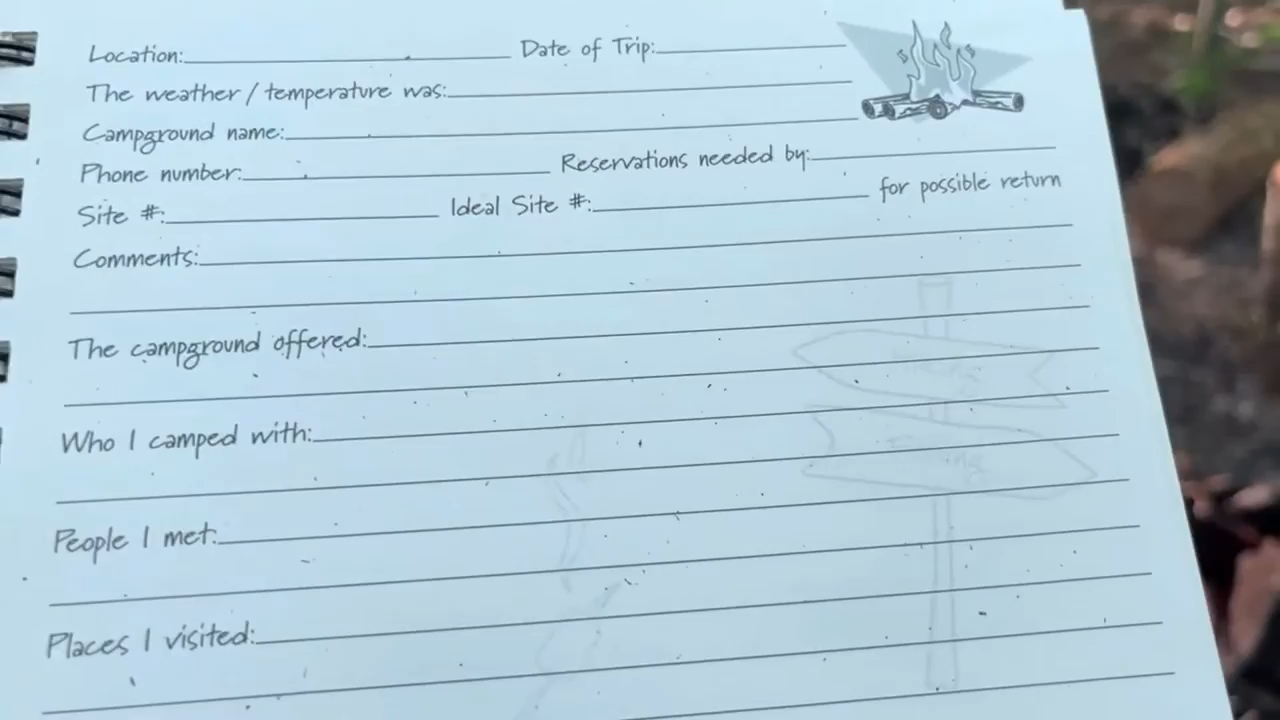 Location: Date of Trip:
The weather / temperature was:
Campground name:
Phone number: Reservations needed by:
Site #: Ideal Site #: for possible return
Comments:
The campground offered:
Who I camped with:
People I met:
Places I visited: